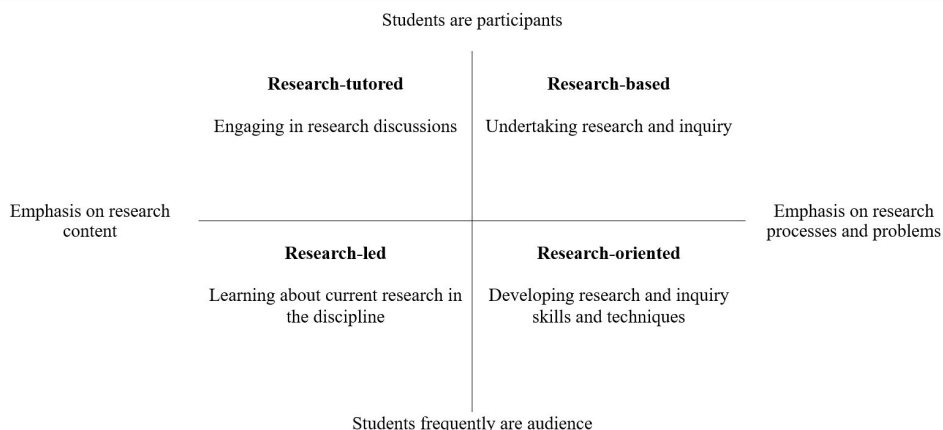 Students are participants
Research-tutored
Engaging in research discussions
Research-based
Undertaking research and inquiry
Emphasis on research
content
Emphasis on research
processes and problems
Research-led
Learning about current research in
the discipline
Research-oriented
Developing research and inquiry
skills and techniques
Students frequently are audience